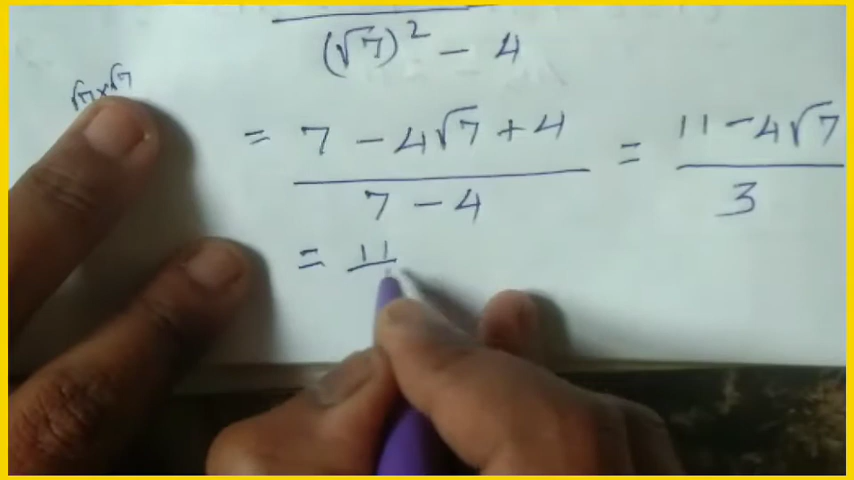 (√7)² - 4
√7×√7
= 7 - 4√7 + 4 / 7 - 4 = 11 - 4√7 / 3
= 11